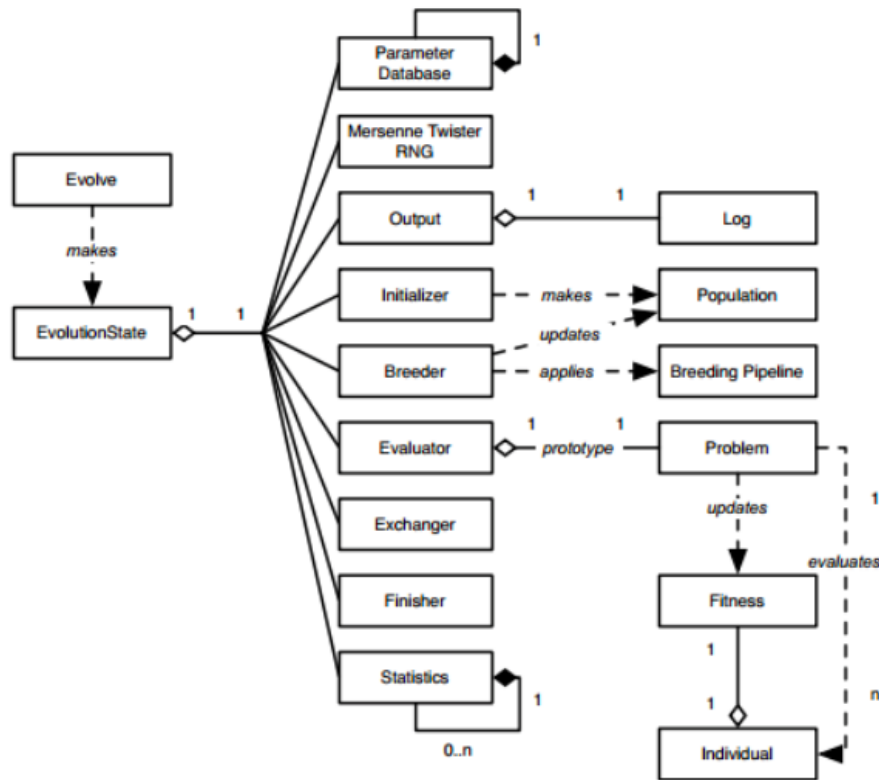 1
Parameter
Database
Mersenne Twister
RNG
Evolve
1
1
Output
Log
makes
1
1
Initializer
makes
Population
EvolutionState
updates
Breeder
applies
Breeding Pipeline
1
1
Evaluator
prototype
Problem
1
updates
Exchanger
evaluates
Finisher
Fitness
1
Statistics
1
n
1
0..n
Individual